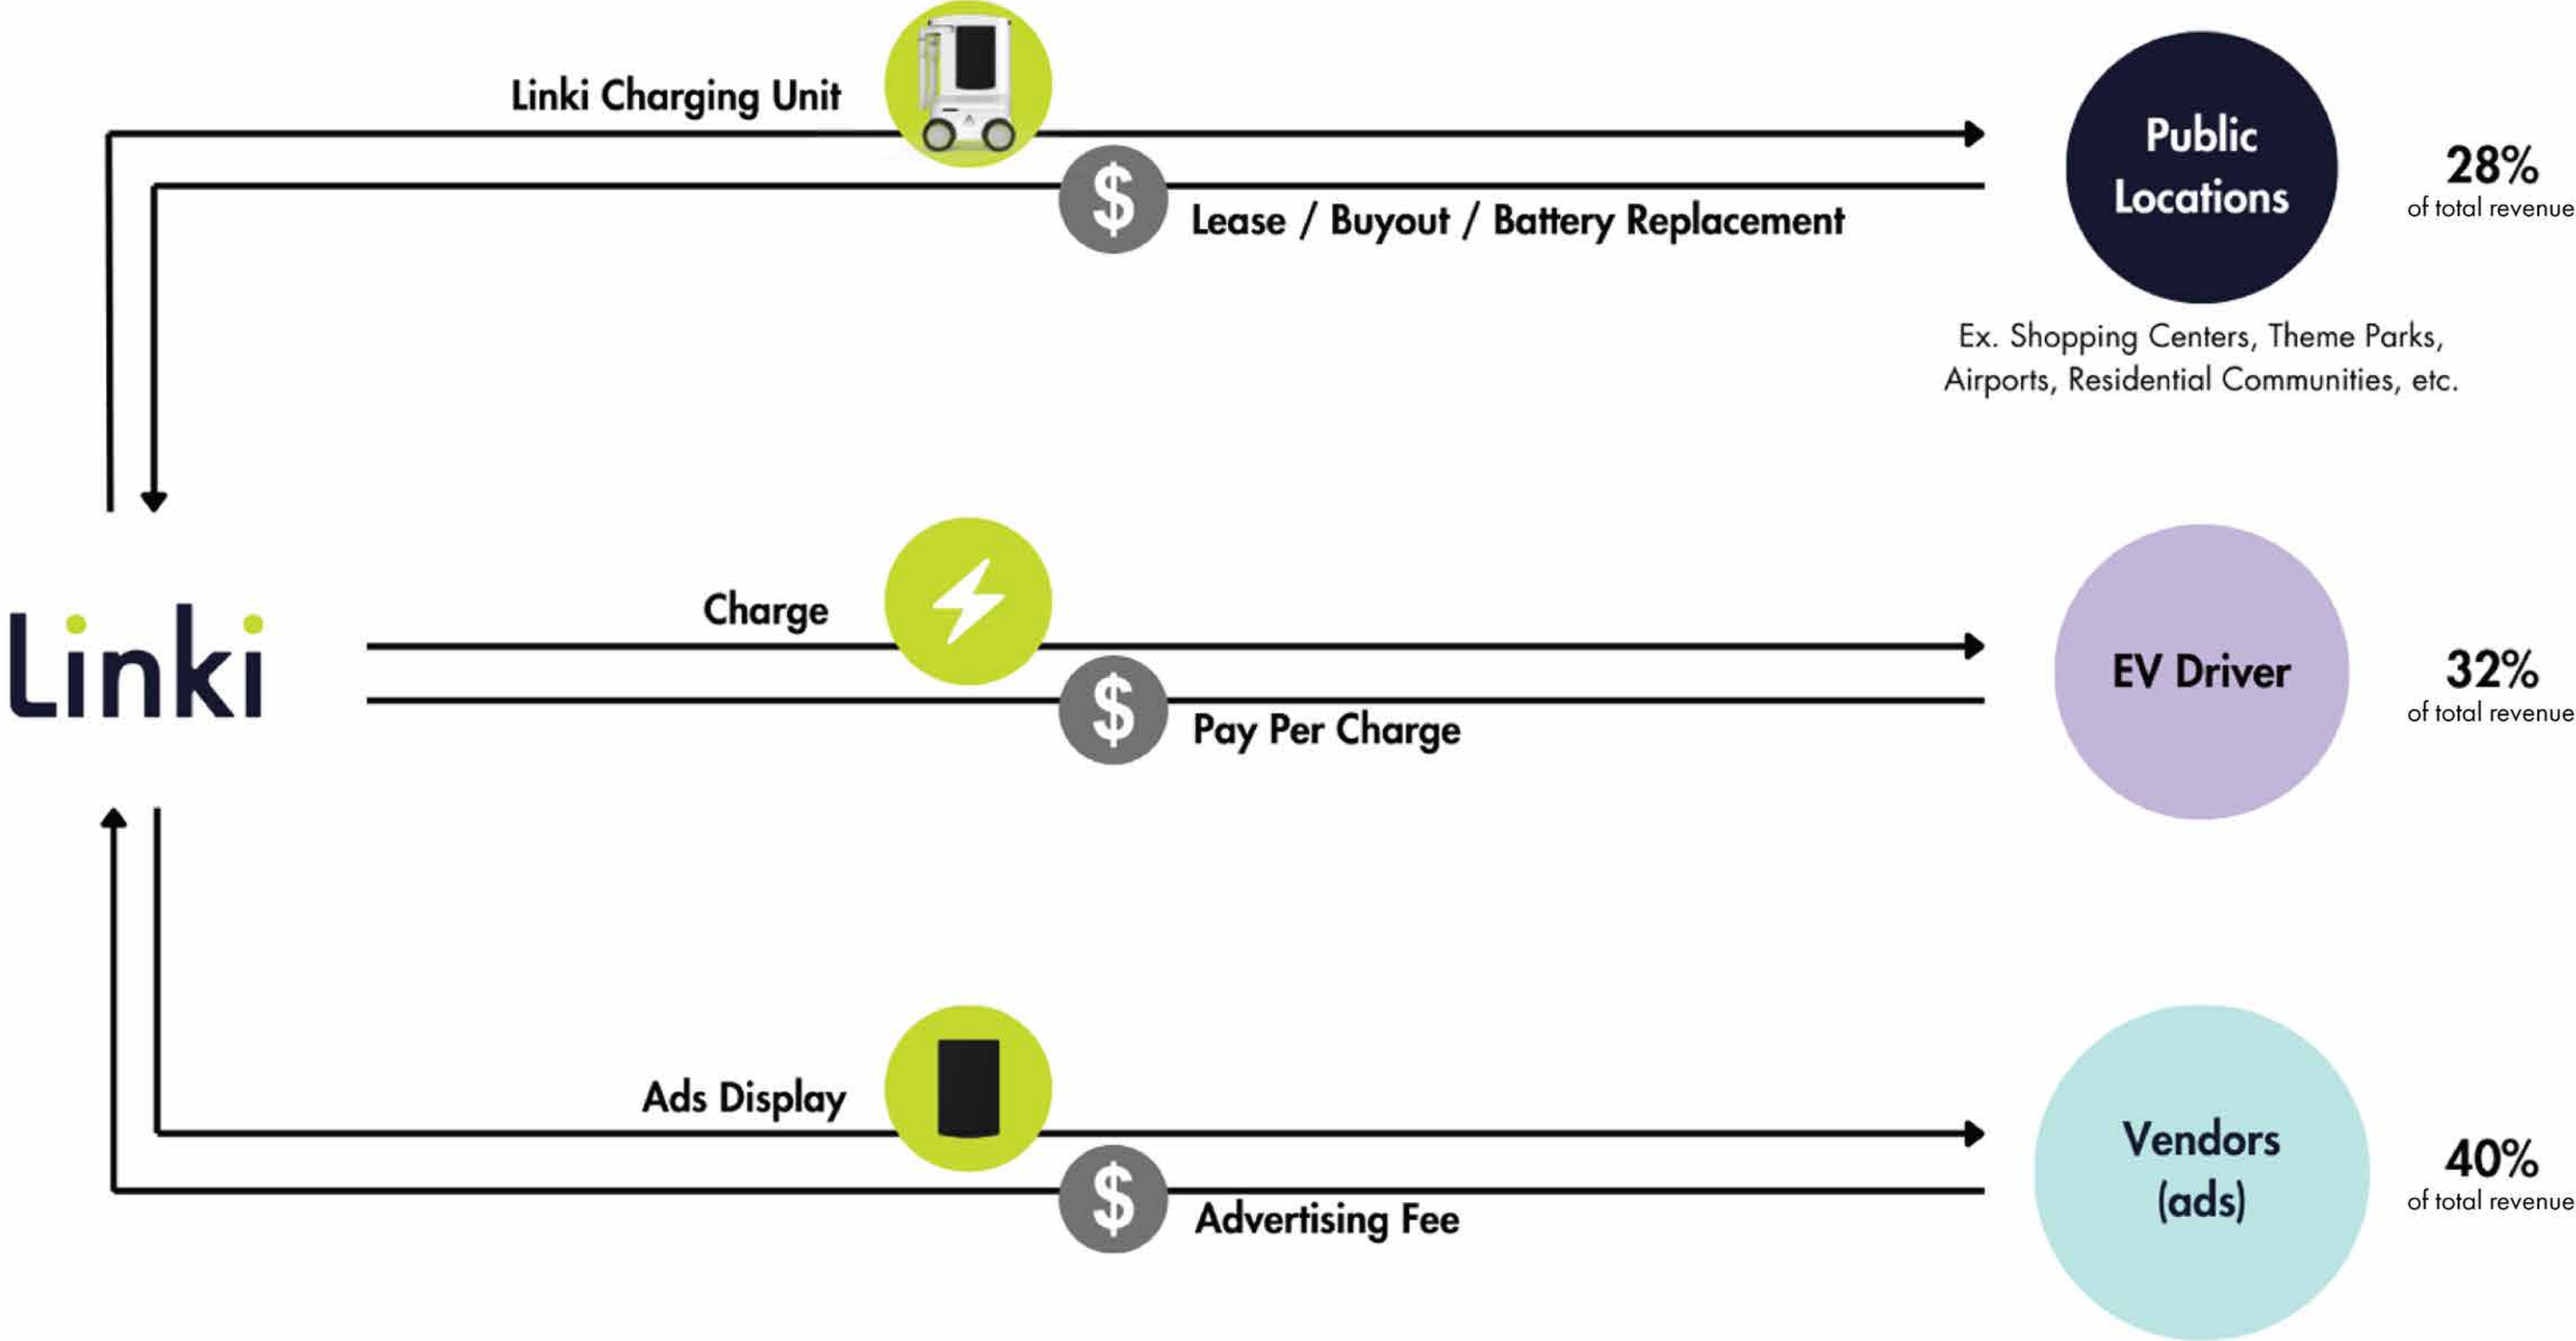 Linki Charging Unit
$
Lease / Buyout / Battery Replacement
Public
Locations
28%
of total revenue
Ex. Shopping Centers, Theme Parks,
Airports, Residential Communities, etc.
Linki
Charge
$
Pay Per Charge
EV Driver
32%
of total revenue
Ads Display
$
Advertising Fee
Vendors
(ads)
40%
of total revenue